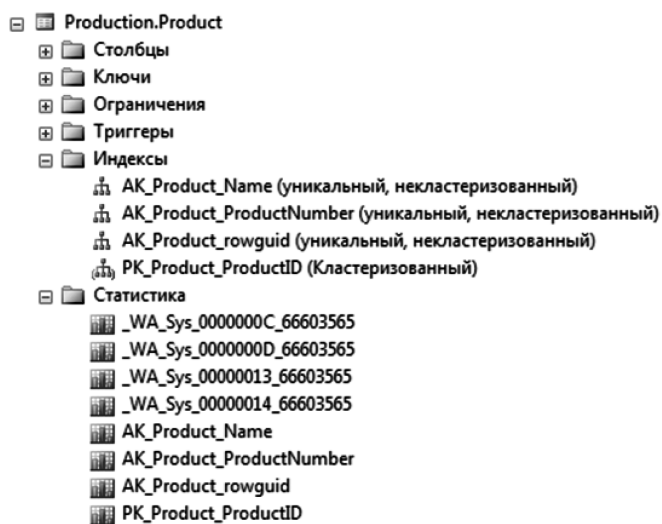 Production.Product
Столбцы
Ключи
Ограничения
Триггеры
Индексы
AK_Product_Name (уникальный, некластеризованный)
AK_Product_ProductNumber (уникальный, некластеризованный)
AK_Product_rowguid (уникальный, некластеризованный)
PK_Product_ProductID (Кластеризованный)
Статистика
_WA_Sys_0000000C_66603565
_WA_Sys_0000000D_66603565
_WA_Sys_00000013_66603565
_WA_Sys_00000014_66603565
AK_Product_Name
AK_Product_ProductNumber
AK_Product_rowguid
PK_Product_ProductID